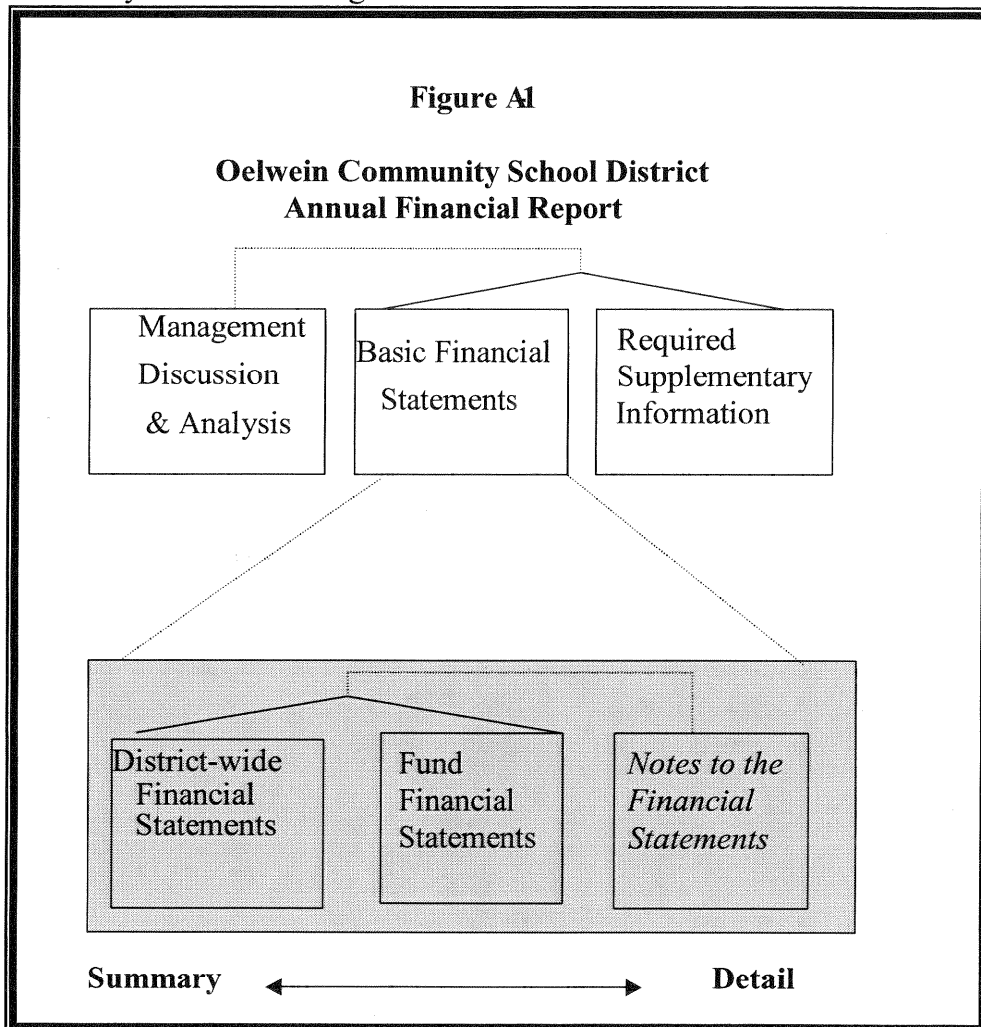 Figure A1
Oelwein Community School District
Annual Financial Report
Management
Discussion
& Analysis
Basic Financial
Statements
Required
Supplementary
Information
District-wide
Financial
Statements
Fund
Financial
Statements
Notes to the
Financial
Statements
Summary
Detail